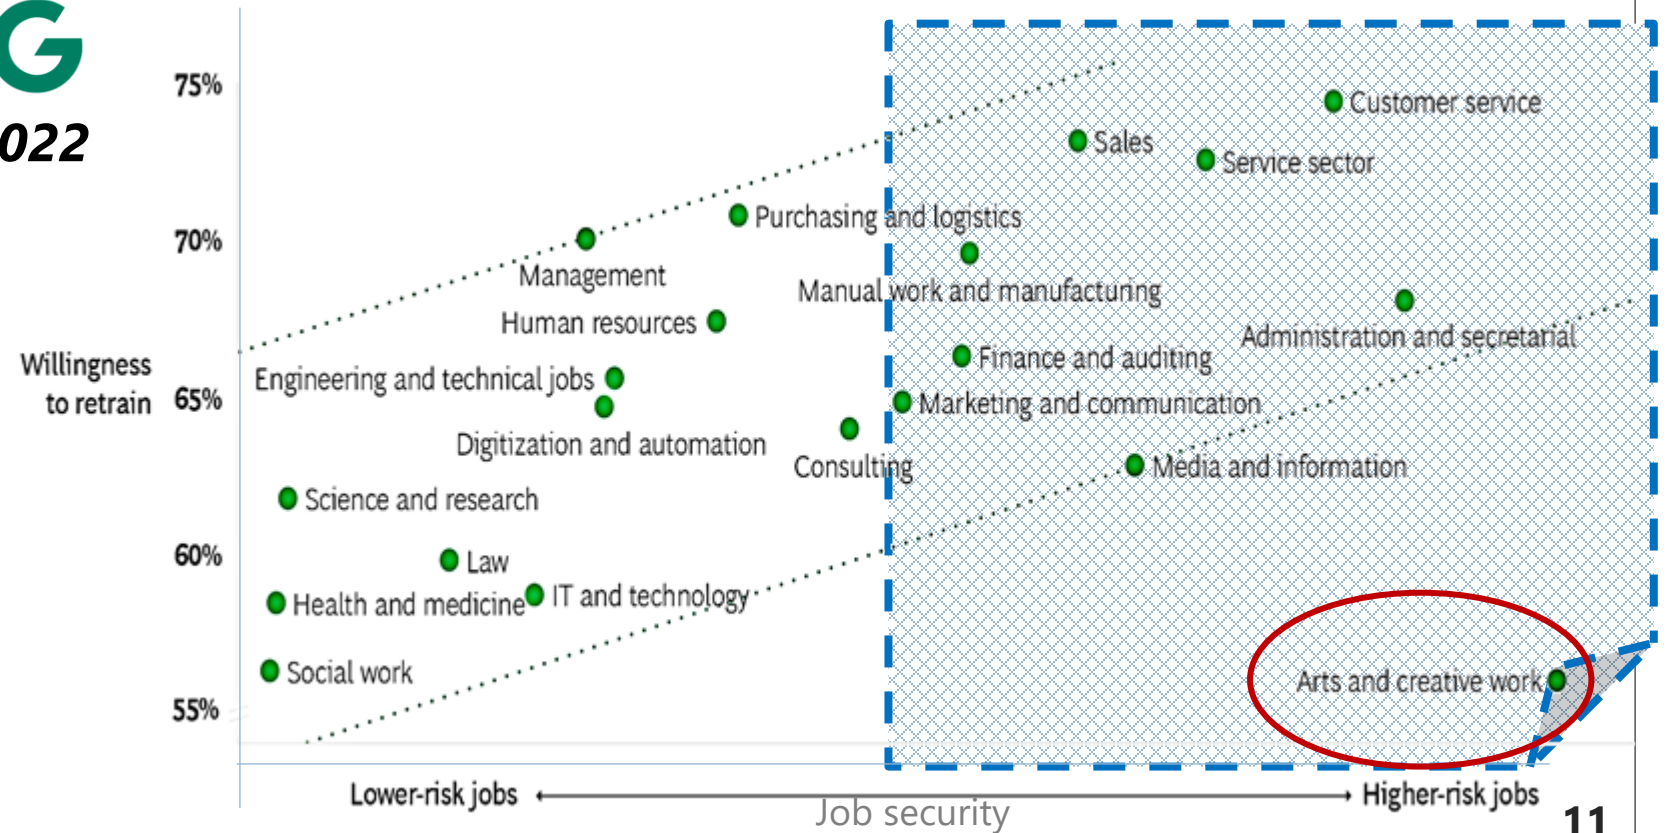 G
022
75%
Customer service
Sales
Service sector
Purchasing and logistics
70%
Management
Manual work and manufacturing
Human resources
Administration and secretarial
Willingness
to retrain
Finance and auditing
Engineering and technical jobs
65%
Marketing and communication
Digitization and automation
Consulting
Media and information
Science and research
60%
Law
Health and medicine
IT and technology
Social work
Arts and creative work
55%
Lower-risk jobs
Higher-risk jobs
Job security
11